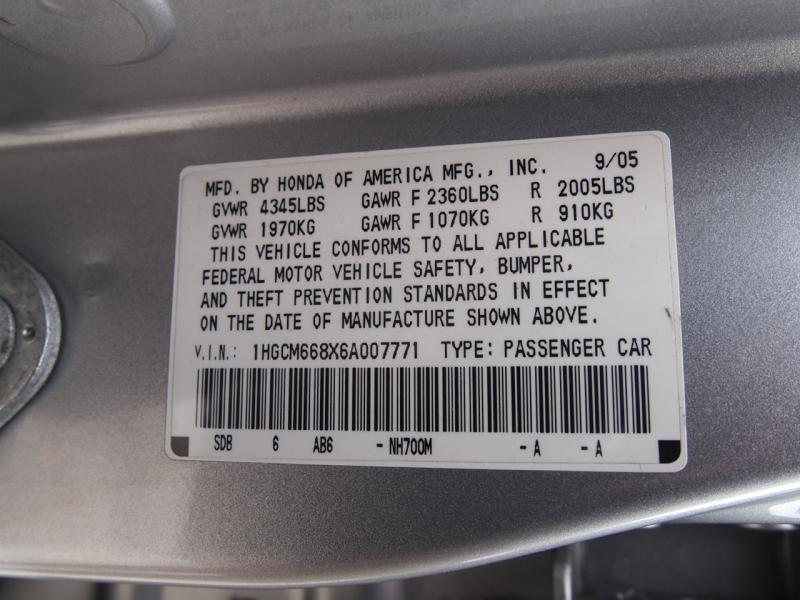 MFD. BY HONDA OF AMERICA MFG., INC. 9/05
GVWR 4345LBS GAWR F 2360LBS R 2005LBS
GVWR 1970KG GAWR F 1070KG R 910KG
THIS VEHICLE CONFORMS TO ALL APPLICABLE
FEDERAL MOTOR VEHICLE SAFETY, BUMPER,
AND THEFT PREVENTION STANDARDS IN EFFECT
ON THE DATE OF MANUFACTURE SHOWN ABOVE.
V.I.N.: 1HGCM668X6A007771 TYPE: PASSENGER CAR
SDB 6 AB6 -NH700M -A -A